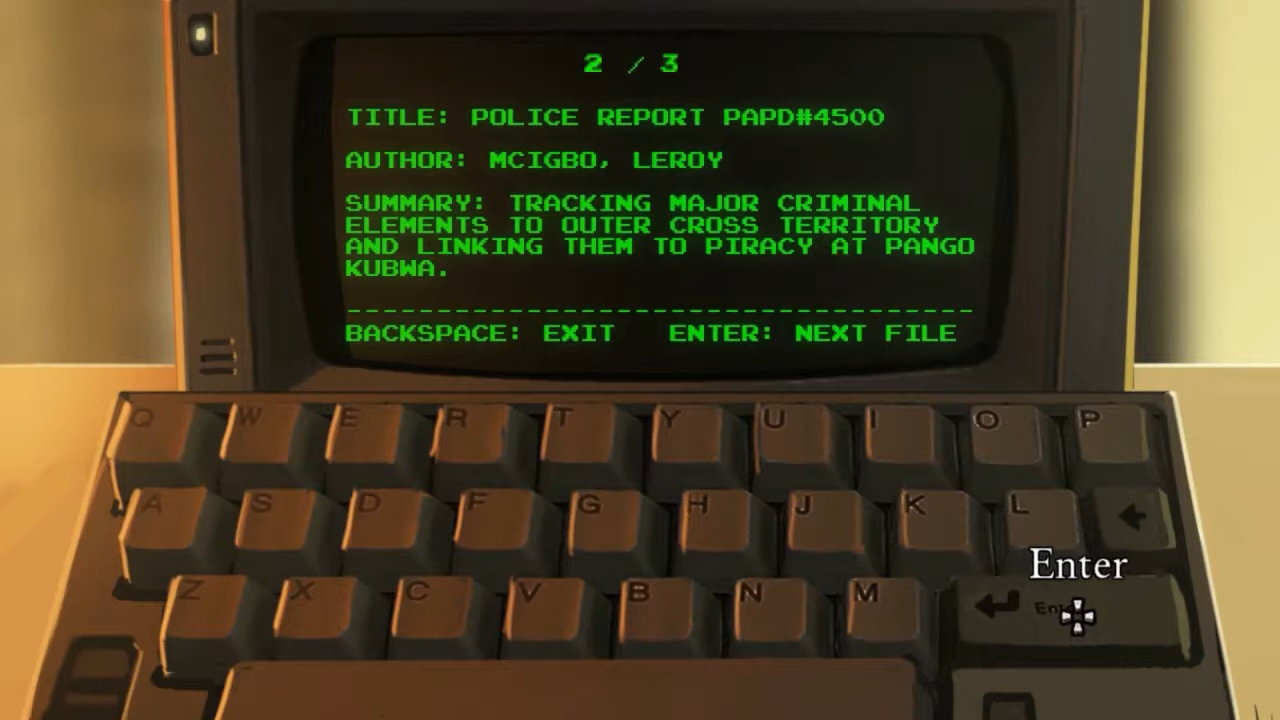 2 / 3
TITLE: POLICE REPORT PAPD#4500
AUTHOR: MCIGBO, LEROY
SUMMARY: TRACKING MAJOR CRIMINAL
ELEMENTS TO OUTER CROSS TERRITORY
AND LINKING THEM TO PIRACY AT PANGO
KUBWA.
-----------------------------------
BACKSPACE: EXIT ENTER: NEXT FILE
Q W E R T Y U I O P
A S D F G H J K L
Enter
Z X C V B N M